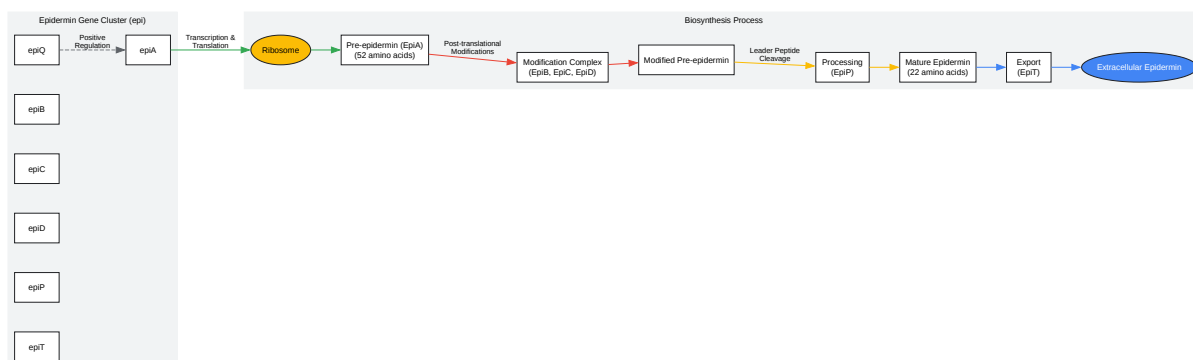 Epidermin Gene Cluster (epi)
Biosynthesis Process
epiQ
Positive
Regulation
epiA
Transcription &
Translation
Ribosome
Pre-epidermin (EpiA)
(52 amino acids)
Post-translational
Modifications
Modification Complex
(EpiB, EpiC, EpiD)
Modified Pre-epidermin
Leader Peptide
Cleavage
Processing
(EpiP)
Mature Epidermin
(22 amino acids)
Export
(EpiT)
Extracellular Epidermin
epiB
epiC
epiD
epiP
epiT